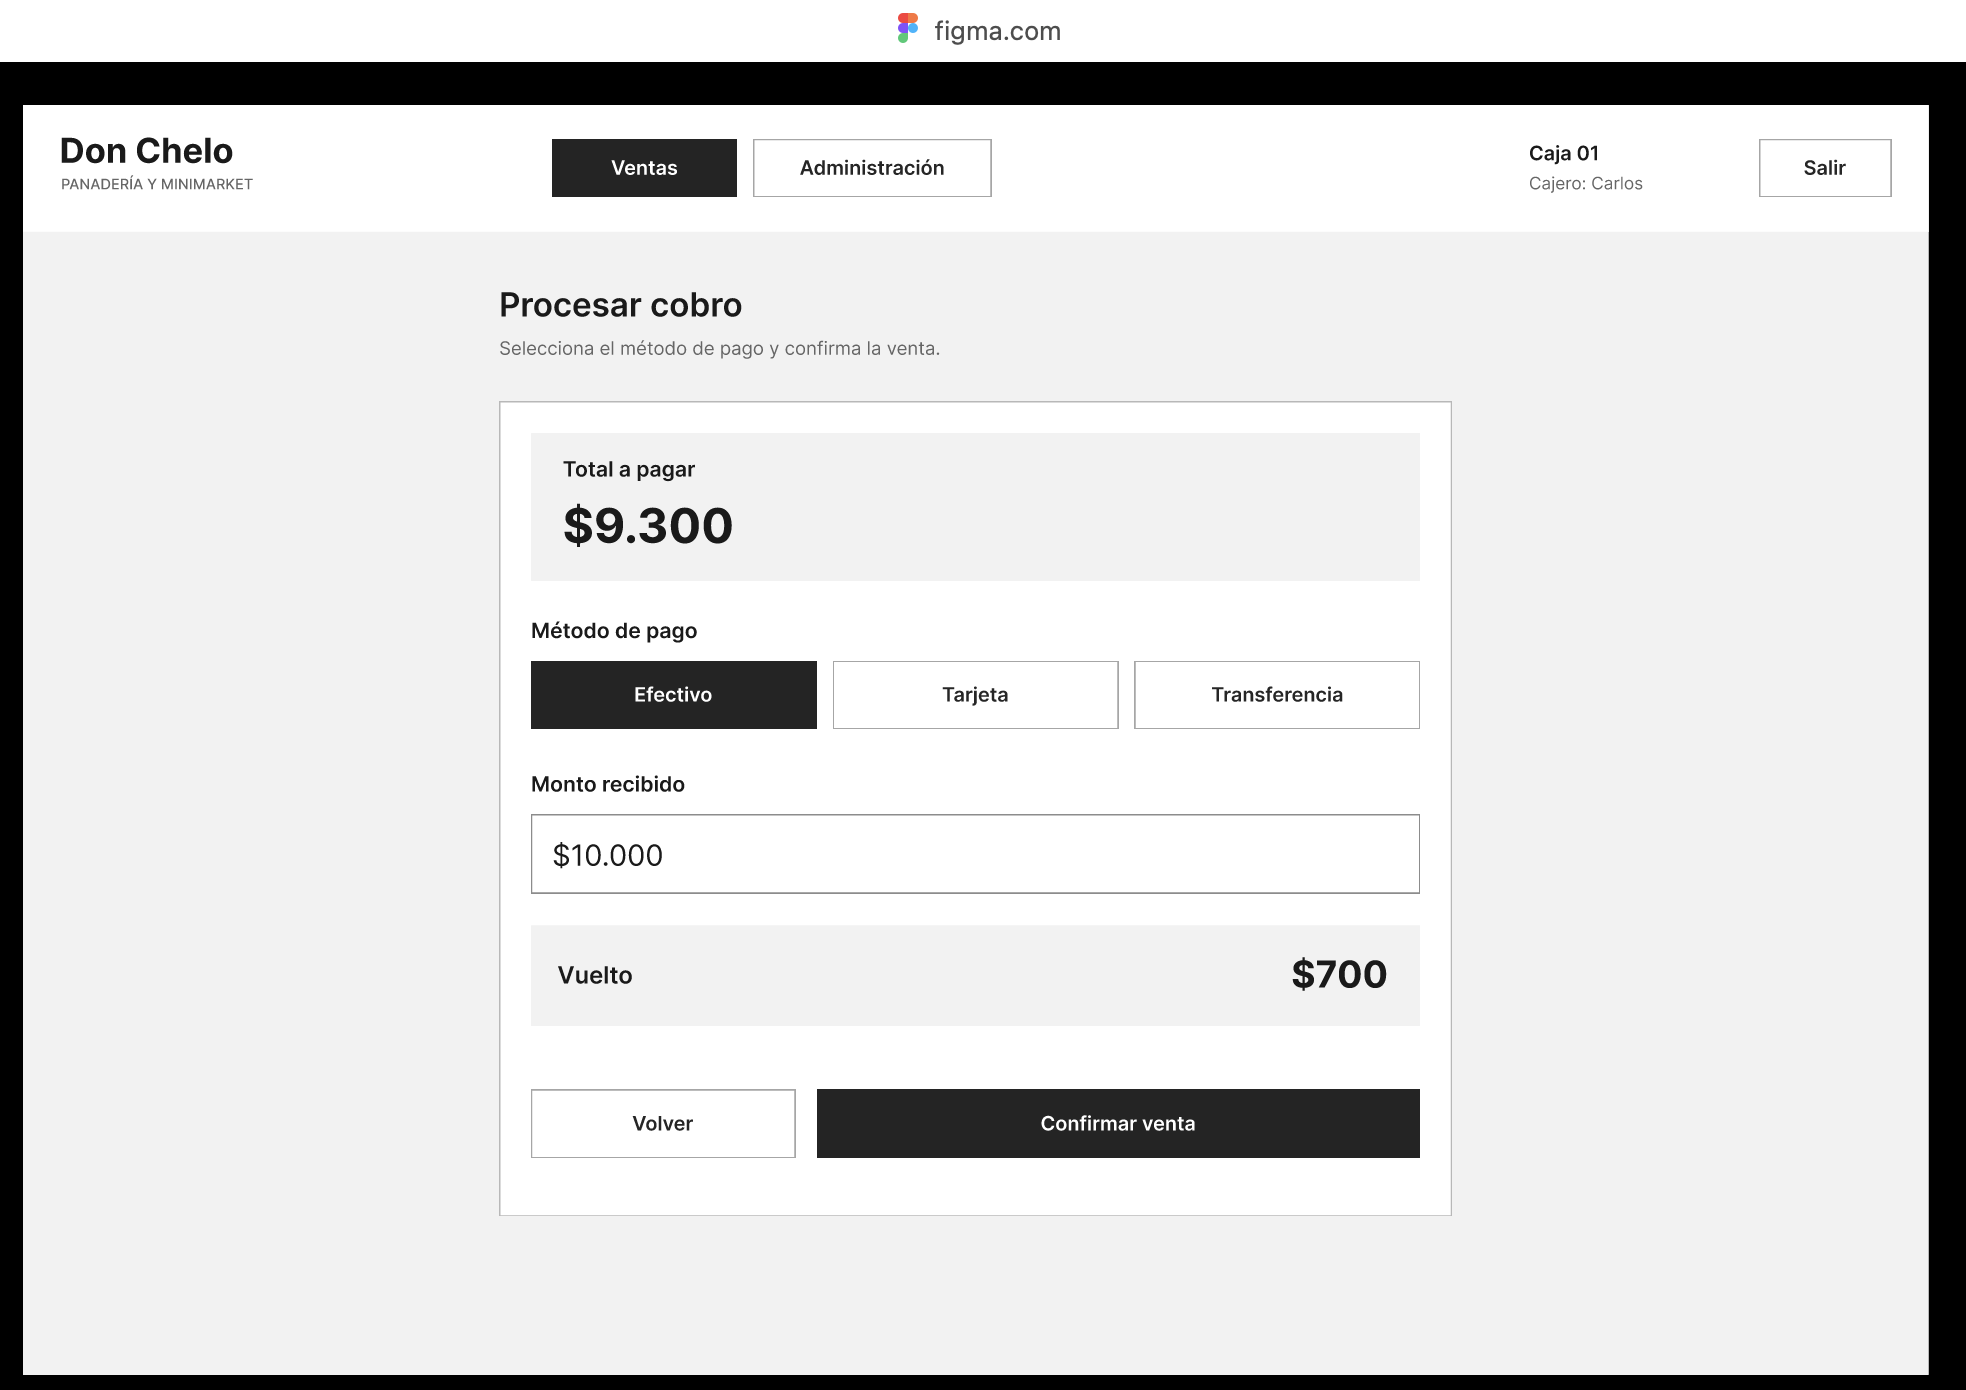 figma.com
Don Chelo
PANADERÍA Y MINIMARKET
Ventas
Administración
Caja 01
Cajero: Carlos
Salir
Procesar cobro
Selecciona el método de pago y confirma la venta.
Total a pagar
$9.300
Método de pago
Efectivo
Tarjeta
Transferencia
Monto recibido
$10.000
Vuelto
$700
Volver
Confirmar venta